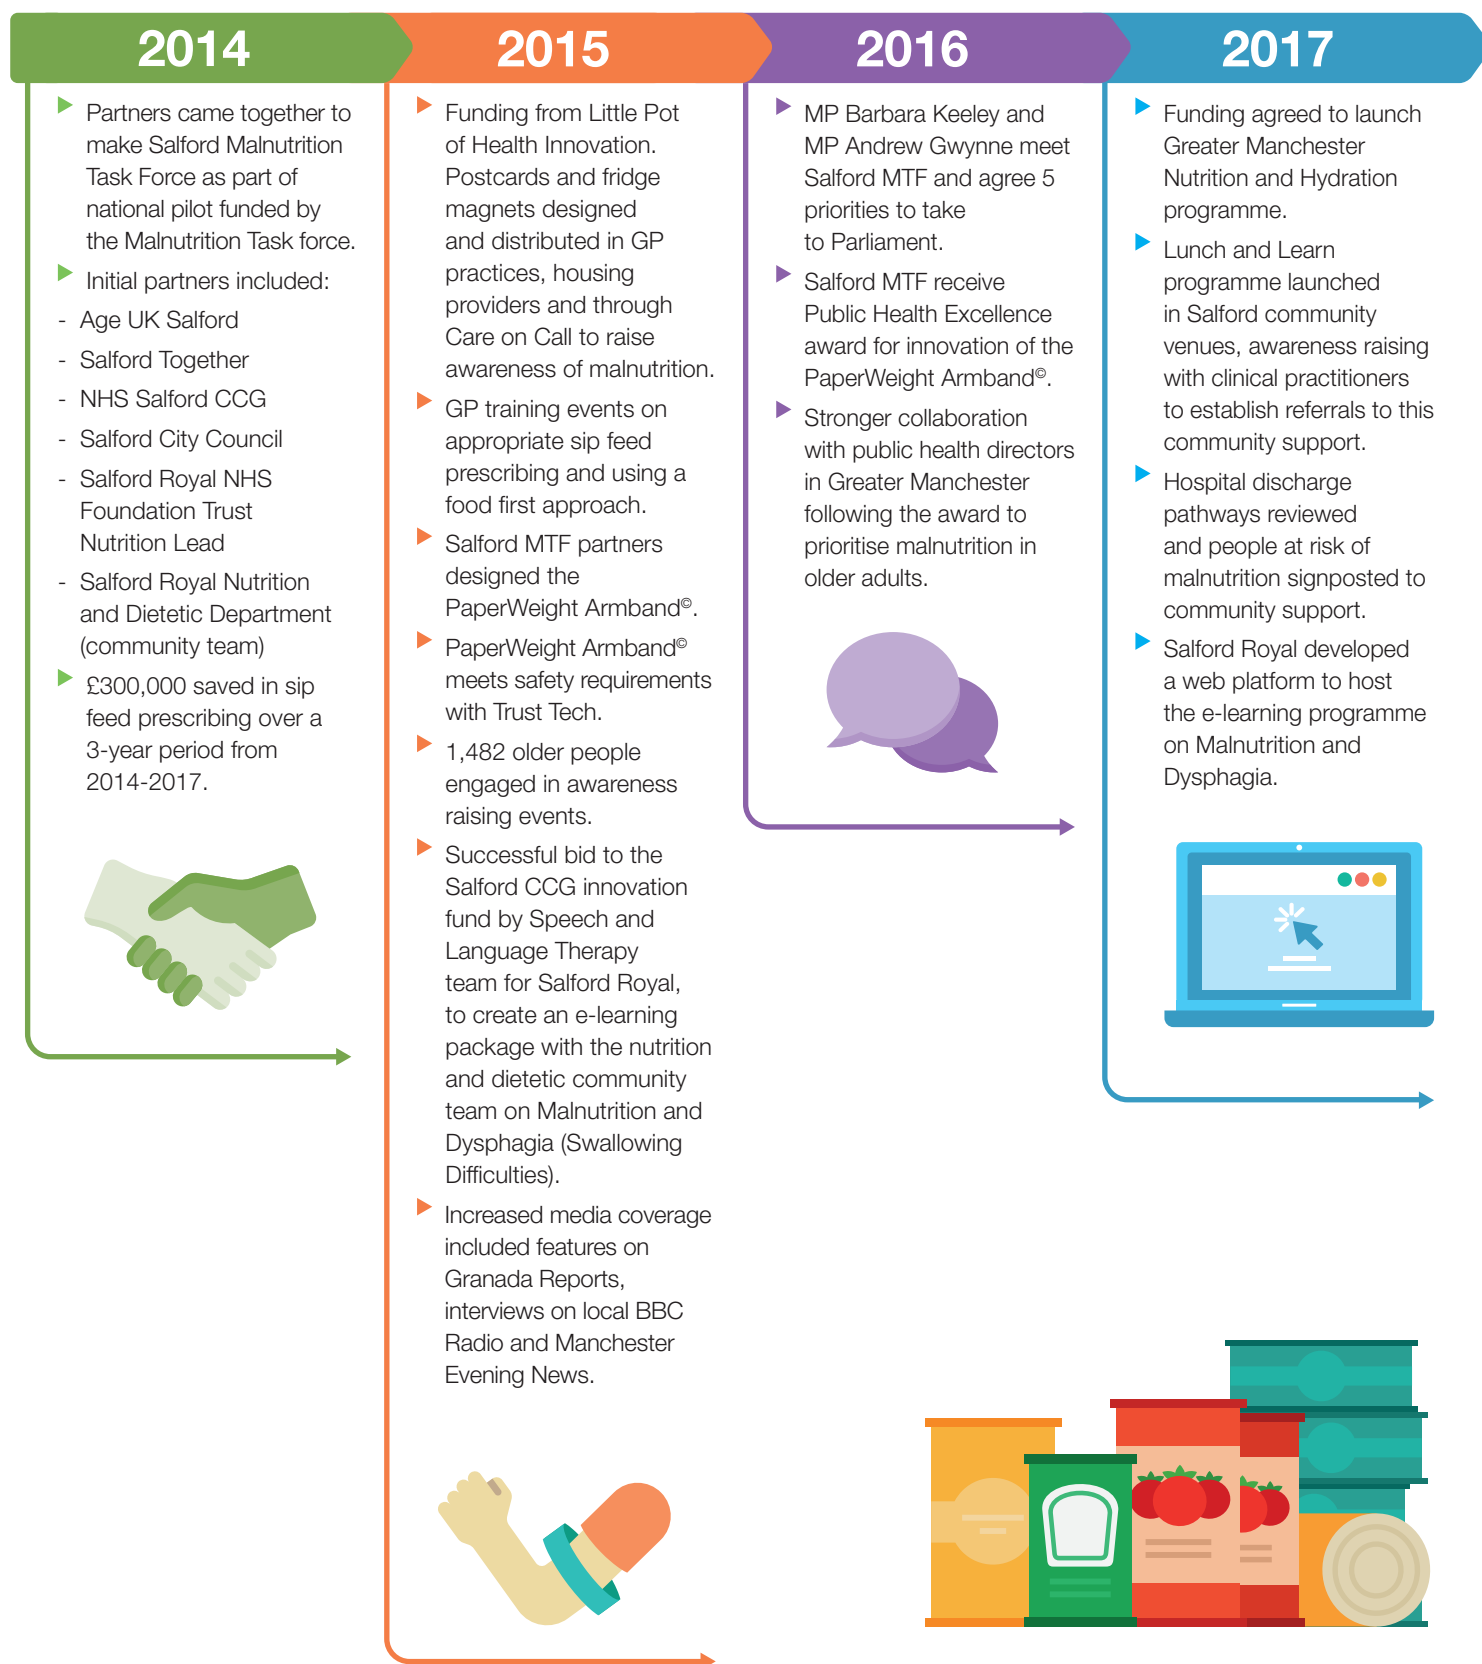 2014
Partners came together to
make Salford Malnutrition
Task Force as part of
national pilot funded by
the Malnutrition Task force.
Initial partners included:
- Age UK Salford
- Salford Together
- NHS Salford CCG
- Salford City Council
- Salford Royal NHS
Foundation Trust
Nutrition Lead
- Salford Royal Nutrition
and Dietetic Department
(community team)
£300,000 saved in sip
feed prescribing over a
3-year period from
2014-2017.
2015
Funding from Little Pot
of Health Innovation.
Postcards and fridge
magnets designed
and distributed in GP
practices, housing
providers and through
Care on Call to raise
awareness of malnutrition.
GP training events on
appropriate sip feed
prescribing and using a
food first approach.
Salford MTF partners
designed the
PaperWeight Armband©.
PaperWeight Armband©
meets safety requirements
with Trust Tech.
1,482 older people
engaged in awareness
raising events.
Successful bid to the
Salford CCG innovation
fund by Speech and
Language Therapy
team for Salford Royal,
to create an e-learning
package with the nutrition
and dietetic community
team on Malnutrition and
Dysphagia (Swallowing
Difficulties).
Increased media coverage
included features on
Granada Reports,
interviews on local BBC
Radio and Manchester
Evening News.
2016
MP Barbara Keeley and
MP Andrew Gwynne meet
Salford MTF and agree 5
priorities to take
to Parliament.
Salford MTF receive
Public Health Excellence
award for innovation of the
PaperWeight Armband©.
Stronger collaboration
with public health directors
in Greater Manchester
following the award to
prioritise malnutrition in
older adults.
2017
Funding agreed to launch
Greater Manchester
Nutrition and Hydration
programme.
Lunch and Learn
programme launched
in Salford community
venues, awareness raising
with clinical practitioners
to establish referrals to this
community support.
Hospital discharge
pathways reviewed
and people at risk of
malnutrition signposted to
community support.
Salford Royal developed
a web platform to host
the e-learning programme
on Malnutrition and
Dysphagia.